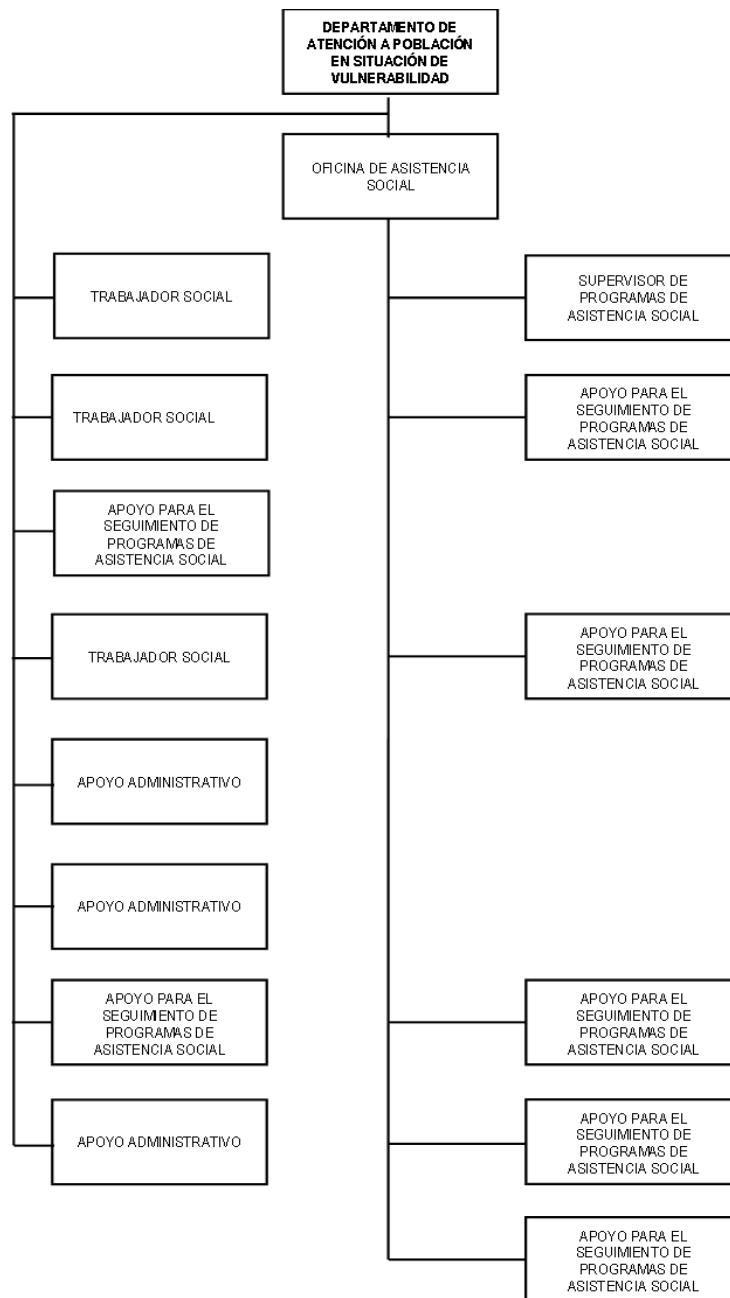 DEPARTAMENTO DE
ATENCIÓN A POBLACIÓN
EN SITUACIÓN DE
VULNERABILIDAD
OFICINA DE ASISTENCIA
SOCIAL
TRABAJADOR SOCIAL
SUPERVISOR DE
PROGRAMAS DE
ASISTENCIA SOCIAL
TRABAJADOR SOCIAL
APOYO PARA EL
SEGUIMIENTO DE
PROGRAMAS DE
ASISTENCIA SOCIAL
APOYO PARA EL
SEGUIMIENTO DE
PROGRAMAS DE
ASISTENCIA SOCIAL
TRABAJADOR SOCIAL
APOYO PARA EL
SEGUIMIENTO DE
PROGRAMAS DE
ASISTENCIA SOCIAL
APOYO ADMINISTRATIVO
APOYO ADMINISTRATIVO
APOYO PARA EL
SEGUIMIENTO DE
PROGRAMAS DE
ASISTENCIA SOCIAL
APOYO PARA EL
SEGUIMIENTO DE
PROGRAMAS DE
ASISTENCIA SOCIAL
APOYO ADMINISTRATIVO
APOYO PARA EL
SEGUIMIENTO DE
PROGRAMAS DE
ASISTENCIA SOCIAL
APOYO PARA EL
SEGUIMIENTO DE
PROGRAMAS DE
ASISTENCIA SOCIAL